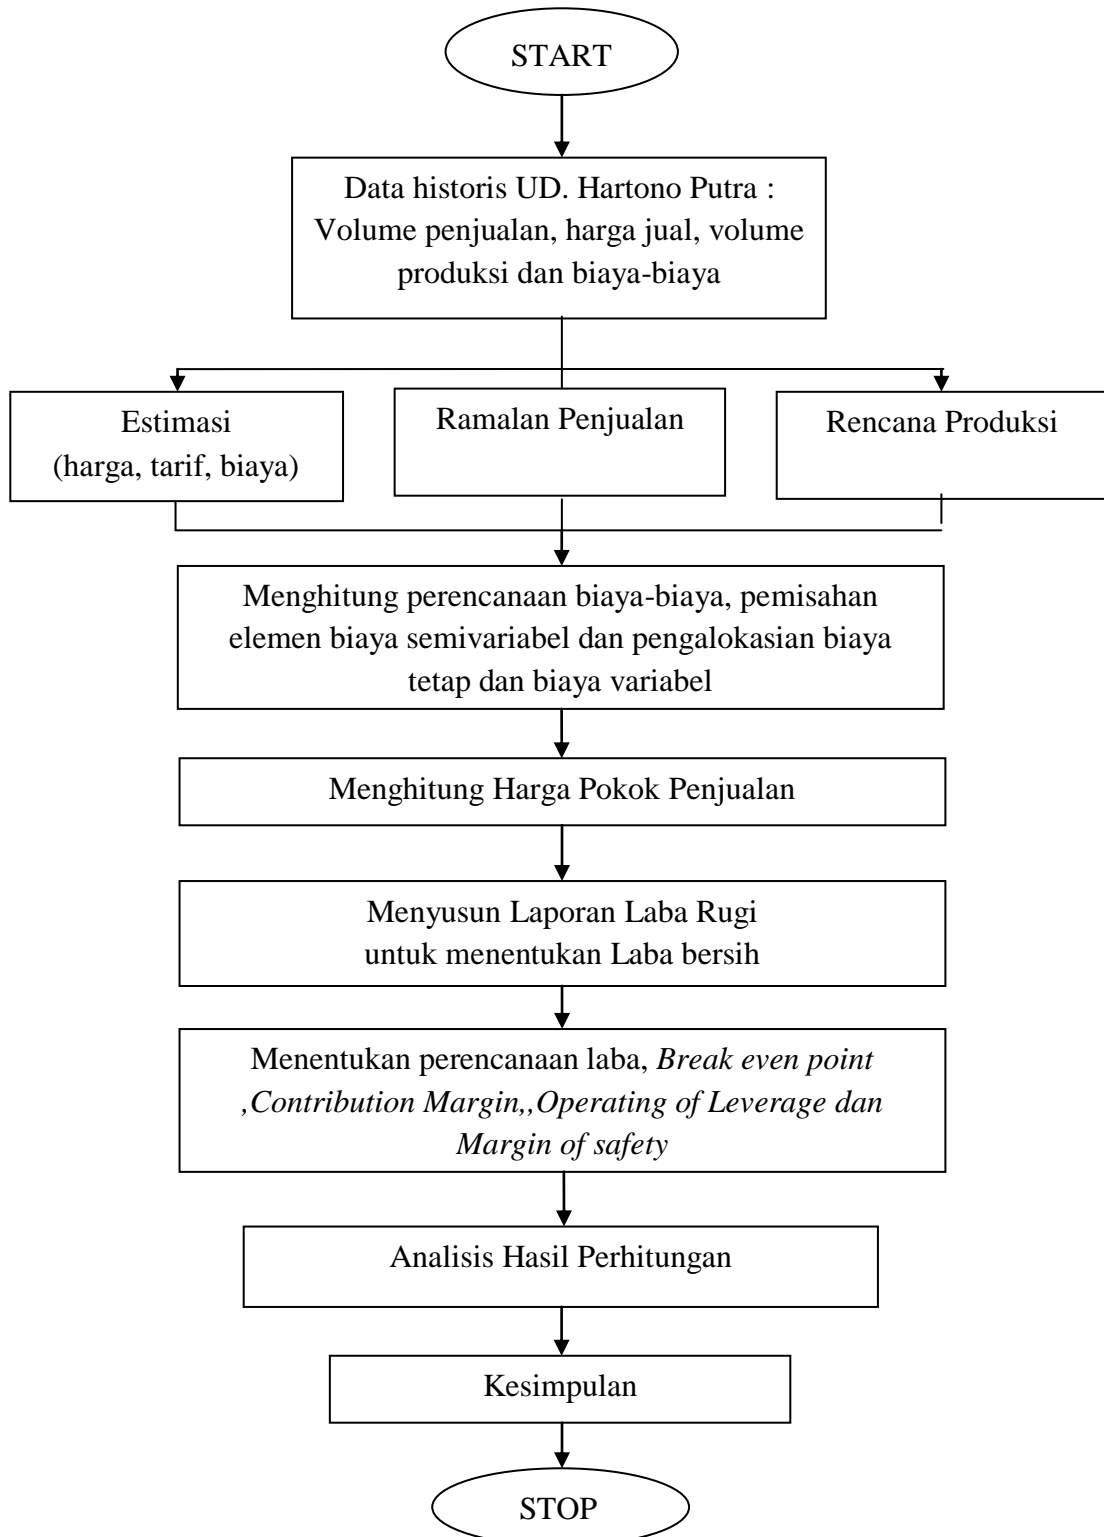 START
Data historis UD. Hartono Putra :
Volume penjualan, harga jual, volume
produksi dan biaya-biaya
Estimasi
(harga, tarif, biaya)
Ramalan Penjualan
Rencana Produksi
Menghitung perencanaan biaya-biaya, pemisahan
elemen biaya semivariabel dan pengalokasian biaya
tetap dan biaya variabel
Menghitung Harga Pokok Penjualan
Menyusun Laporan Laba Rugi
untuk menentukan Laba bersih
Menentukan perencanaan laba, Break even point
,Contribution Margin,,Operating of Leverage dan
Margin of safety
Analisis Hasil Perhitungan
Kesimpulan
STOP